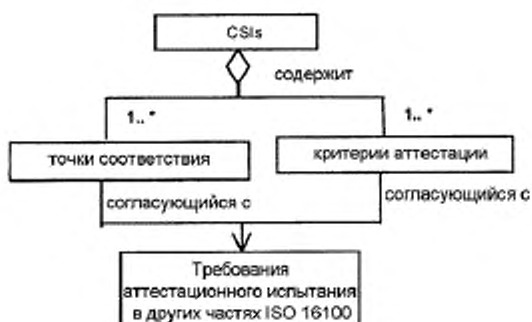 CSIs
содержит
1.. *
1.. *
точки соответствия
критерии аттестации
согласующийся с
согласующийся с
Требования
аттестационного испытания
в других частях ISO 16100